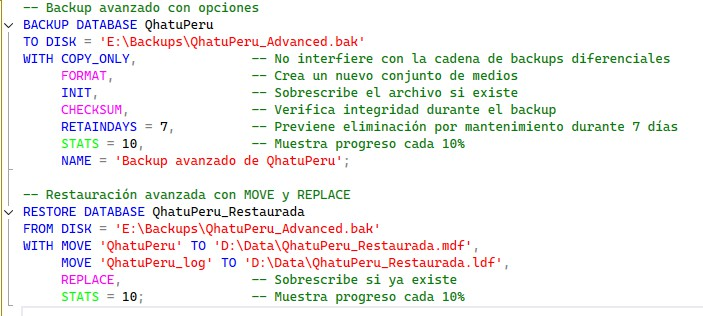 -- Backup avanzado con opciones
BACKUP DATABASE QhatuPeru
TO DISK = 'E:\Backups\QhatuPeru_Advanced.bak'
WITH COPY_ONLY,               -- No interfiere con la cadena de backups diferenciales
     FORMAT,                  -- Crea un nuevo conjunto de medios
     INIT,                    -- Sobrescribe el archivo si existe
     CHECKSUM,                -- Verifica integridad durante el backup
     RETAINDAYS = 7,          -- Previene eliminación por mantenimiento durante 7 días
     STATS = 10,              -- Muestra progreso cada 10%
     NAME = 'Backup avanzado de QhatuPeru';
-- Restauración avanzada con MOVE y REPLACE
RESTORE DATABASE QhatuPeru_Restaurada
FROM DISK = 'E:\Backups\QhatuPeru_Advanced.bak'
WITH MOVE 'QhatuPeru' TO 'D:\Data\QhatuPeru_Restaurada.mdf',
     MOVE 'QhatuPeru_log' TO 'D:\Data\QhatuPeru_Restaurada.ldf',
     REPLACE,                 -- Sobrescribe si ya existe
     STATS = 10;              -- Muestra progreso cada 10%